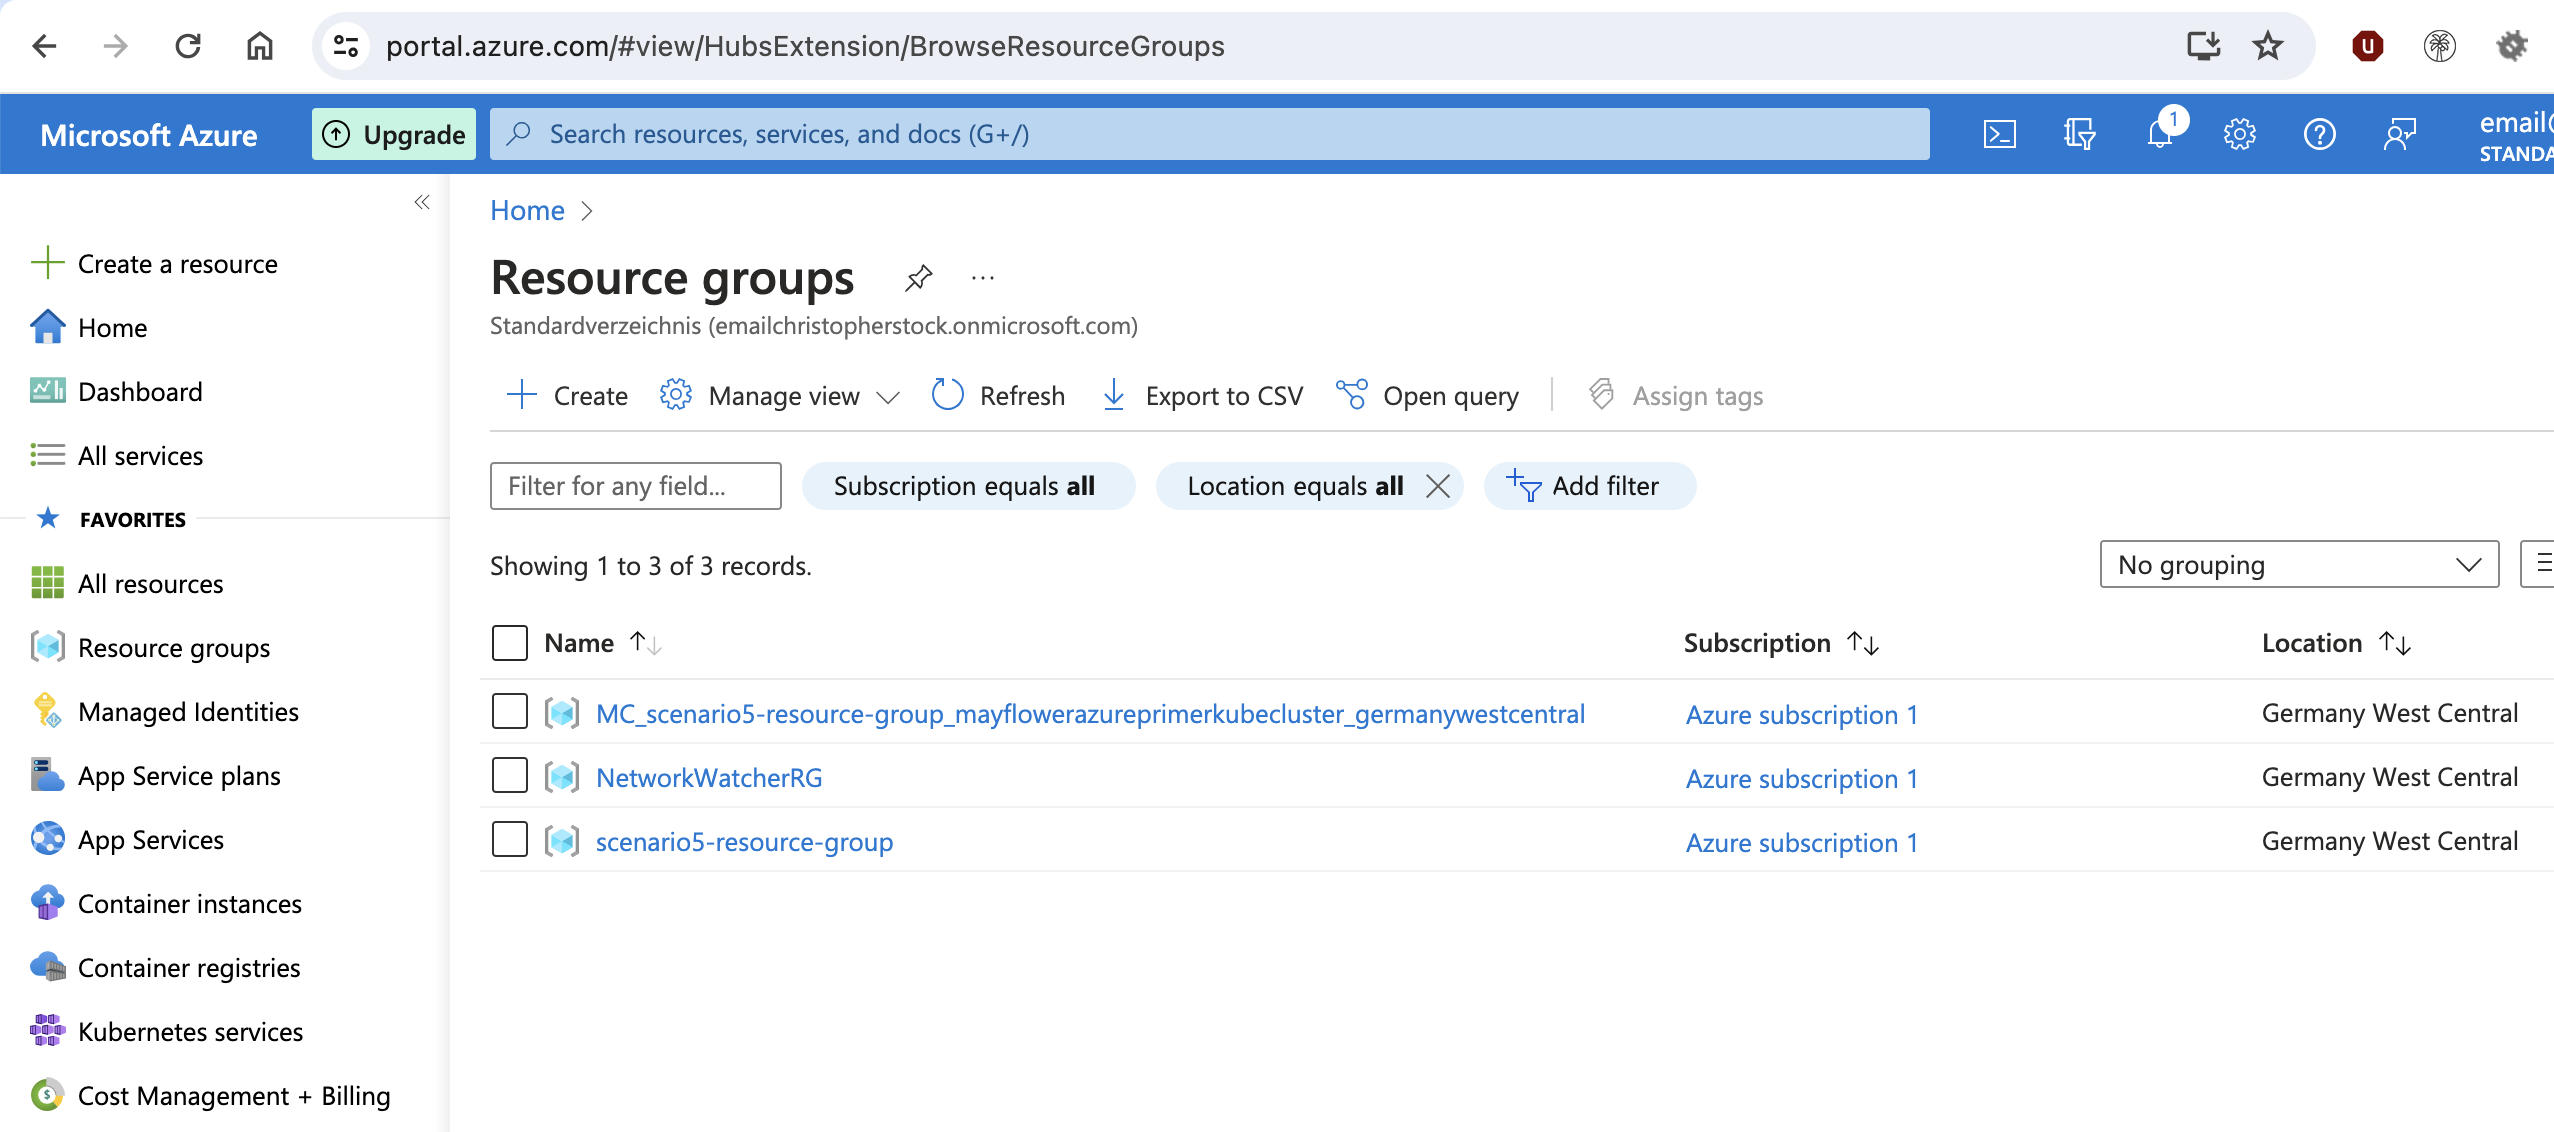 portal.azure.com/#view/HubsExtension/BrowseResourceGroups
Microsoft Azure
Upgrade
Search resources, services, and docs (G+/)
1
email@
STANDA
Create a resource
Home
Dashboard
All services
FAVORITES
All resources
Resource groups
Managed Identities
App Service plans
App Services
Container instances
Container registries
Kubernetes services
Cost Management + Billing
Home
Resource groups
Standardverzeichnis (emailchristopherstock.onmicrosoft.com)
Create
Manage view
Refresh
Export to CSV
Open query
Assign tags
Filter for any field...
Subscription equals all
Location equals all
Add filter
Showing 1 to 3 of 3 records.
No grouping
Name
Subscription
Location
MC_scenario5-resource-group_mayflowerazureprimerkubecluster_germanywestcentral
Azure subscription 1
Germany West Central
NetworkWatcherRG
Azure subscription 1
Germany West Central
scenario5-resource-group
Azure subscription 1
Germany West Central